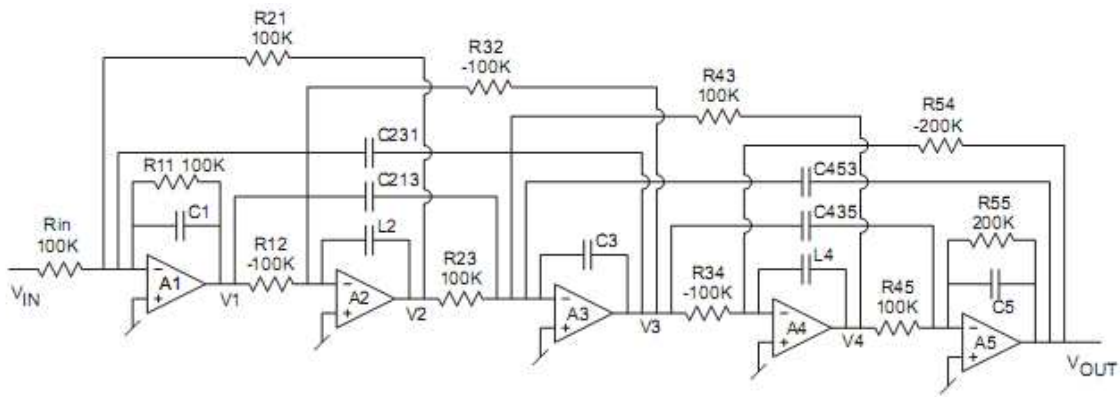 R21
100K
R32
-100K
R43
100K
R54
-200K
C231
R11 100K
C213
C453
C435
R55
200K
C1
Rin
100K
R12
-100K
L2
R23
100K
C3
R34
-100K
L4
R45
100K
C5
VIN
A1
V1
A2
V2
A3
V3
A4
V4
A5
VOUT